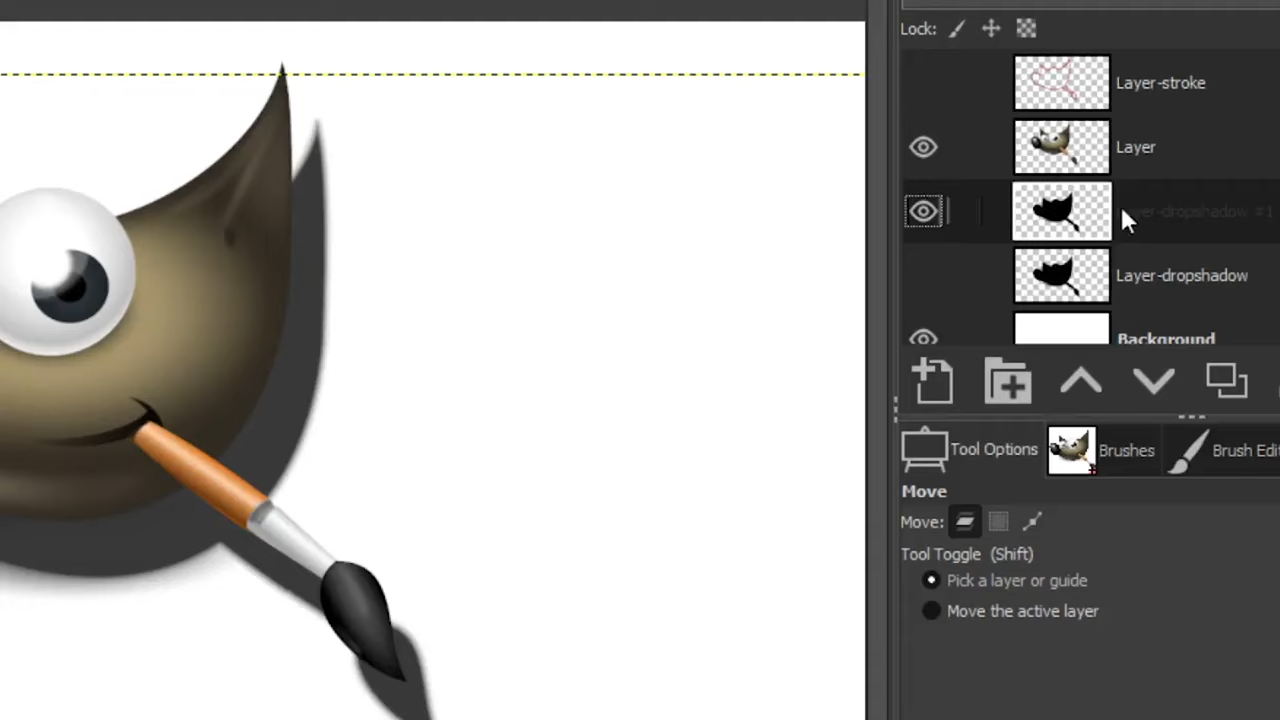 Lock:
Layer-stroke
Layer
Layer-dropshadow #1
Layer-dropshadow
Background
Tool Options
Brushes
Brush Edit
Move
Move:
Tool Toggle (Shift)
Pick a layer or guide
Move the active layer